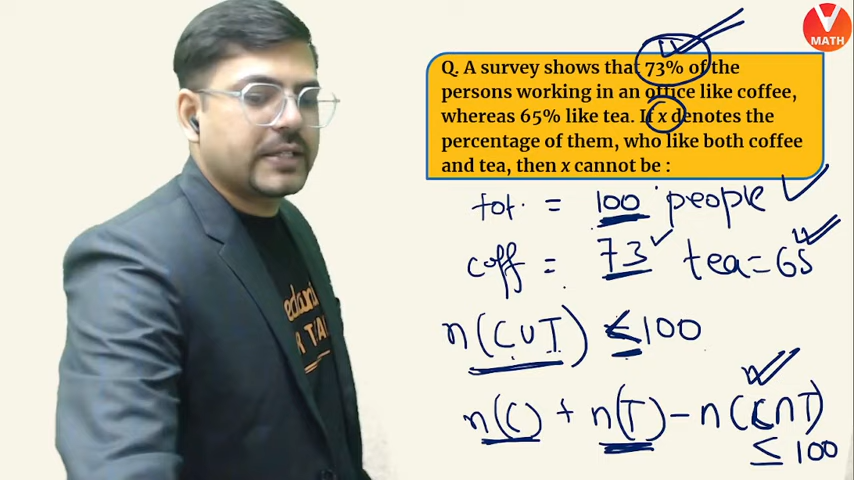 V
MATH
Q. A survey shows that 73% of the
persons working in an office like coffee,
whereas 65% like tea. If x denotes the
percentage of them, who like both coffee
and tea, then x cannot be :
tot. = 100 people
coff = 73 tea=65
n(C∪T) ≤100
n(C) + n(T) - n(C∩T)
≤ 100